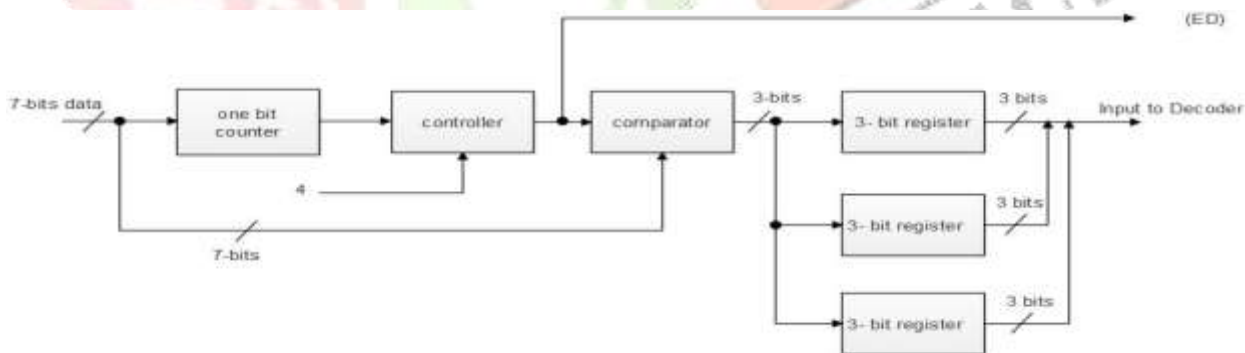 (ED)
7-bits data
one bit
counter
controller
comparator
3-bits
3- bit register
3 bits
Input to Decoder
4
7-bits
3- bit register
3 bits
3- bit register
3 bits